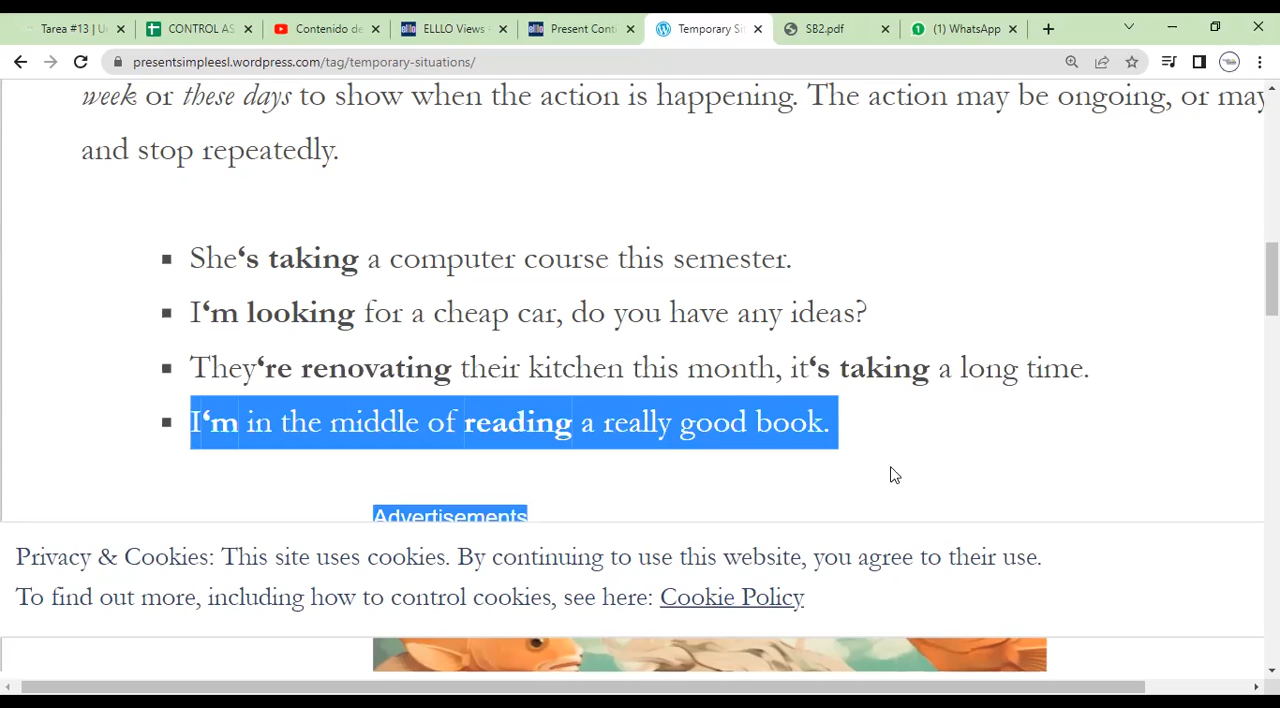 Tarea #13 | U
CONTROL AS
Contenido de
ELLLO Views
Present Conti
Temporary Si
SB2.pdf
(1) WhatsApp
presentsimpleesl.wordpress.com/tag/temporary-situations/
week or these days to show when the action is happening. The action may be ongoing, or may
and stop repeatedly.
She‘s taking a computer course this semester.
I‘m looking for a cheap car, do you have any ideas?
They‘re renovating their kitchen this month, it‘s taking a long time.
I‘m in the middle of reading a really good book.
Advertisements
Privacy & Cookies: This site uses cookies. By continuing to use this website, you agree to their use.
To find out more, including how to control cookies, see here: Cookie Policy